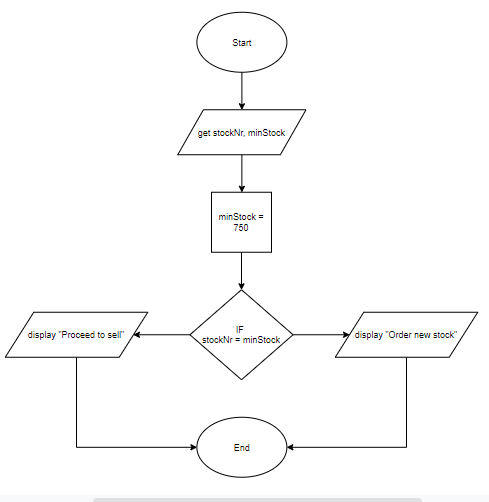 Start
get stockNr, minStock
minStock =
750
IF
stockNr = minStock
display "Proceed to sell"
display "Order new stock"
End